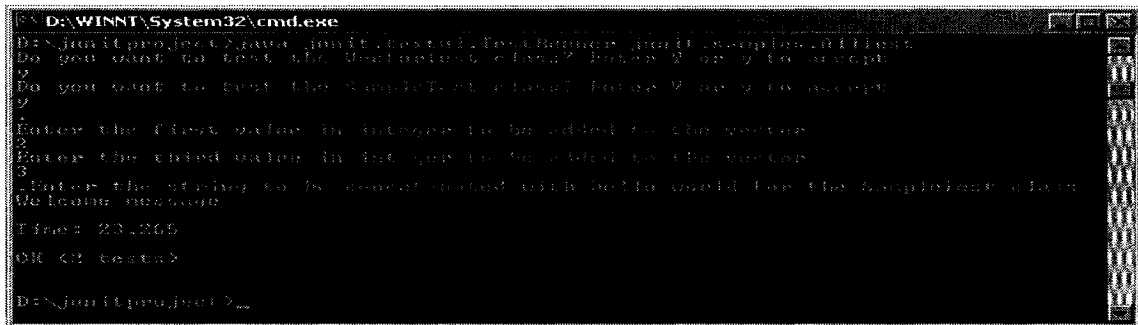 D:\WINNT\System32\cmd.exe
D:\junitproject>java junit.textui.TestRunner junit.samples.AllTest
Do you want to test the VectorTest class? Enter Y or y to accept
y
Do you want to test the SampleTest class? Enter Y or y to accept
y
.
Enter the first value in integer to be added to the vector
2
Enter the third value in integer to be added to the vector
3
.Enter the string to be concatinated with hello world for the SampleTest class
Welcome message
Time: 23.265
OK (2 tests)
D:\junitproject>_